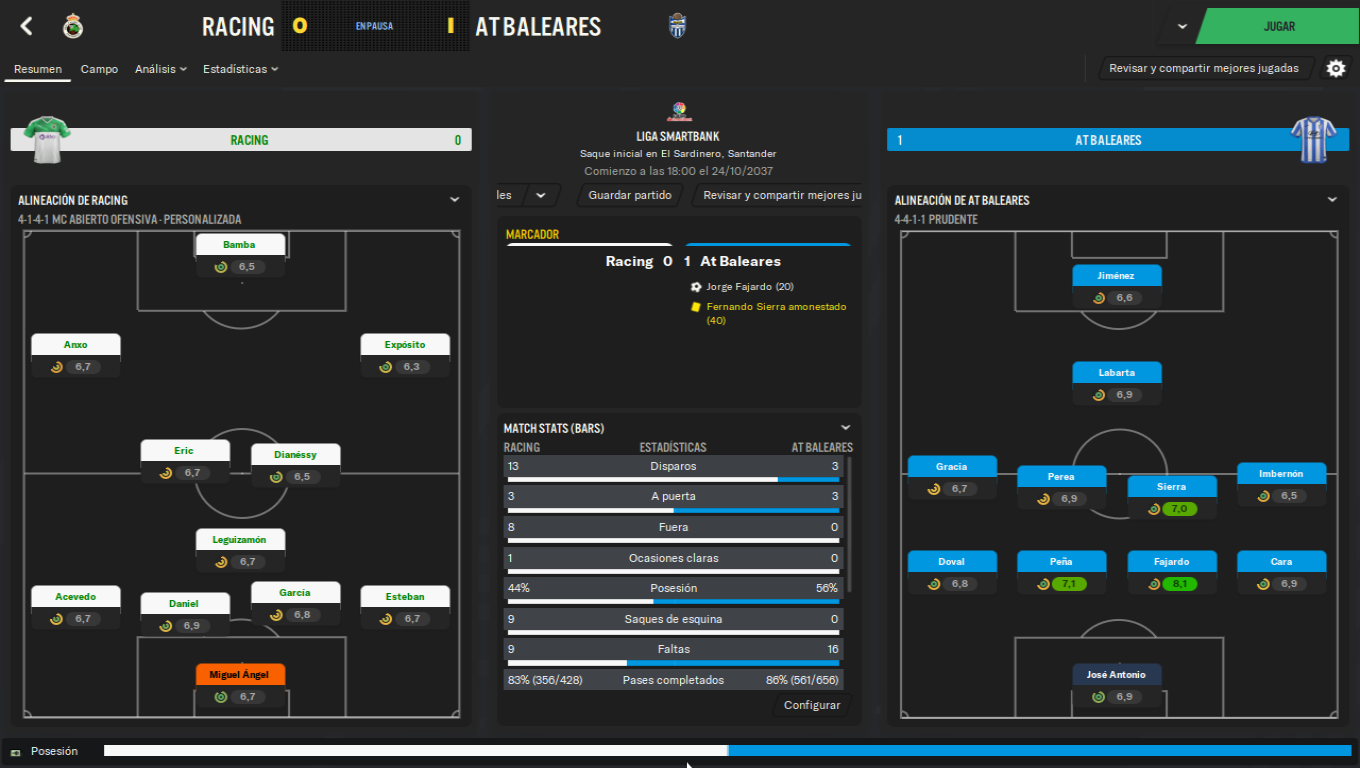 RACING 0 EN PAUSA 1 AT BALEARES
JUGAR
Resumen Campo Análisis Estadísticas
Revisar y compartir mejores jugadas
RACING 0
LIGA SMARTBANK
Saque inicial en El Sardinero, Santander
Comienzo a las 18:00 el 24/10/2037
les Guardar partido Revisar y compartir mejores ju
1 AT BALEARES
ALINEACIÓN DE RACING
4-1-4-1 MC ABIERTO OFENSIVA - PERSONALIZADA
Bamba
6,5
Anxo
6,7
Expósito
6,3
Eric
6,7
Dianéssy
6,5
Leguizamón
6,7
Acevedo
6,7
Daniel
6,9
García
6,8
Esteban
6,7
Miguel Ángel
6,7
MARCADOR
Racing 0 1 At Baleares
Jorge Fajardo (20)
Fernando Sierra amonestado
(40)
MATCH STATS (BARS)
RACING ESTADÍSTICAS AT BALEARES
13 Disparos 3
3 A puerta 3
8 Fuera 0
1 Ocasiones claras 0
44% Posesión 56%
9 Saques de esquina 0
9 Faltas 16
83% (356/428) Pases completados 86% (561/656)
Configurar
ALINEACIÓN DE AT BALEARES
4-4-1-1 PRUDENTE
Jiménez
6,6
Labarta
6,9
Gracia
6,7
Perea
6,9
Sierra
7,0
Imbernón
6,5
Doval
6,8
Peña
7,1
Fajardo
8,1
Cara
6,9
José Antonio
6,9
Posesión